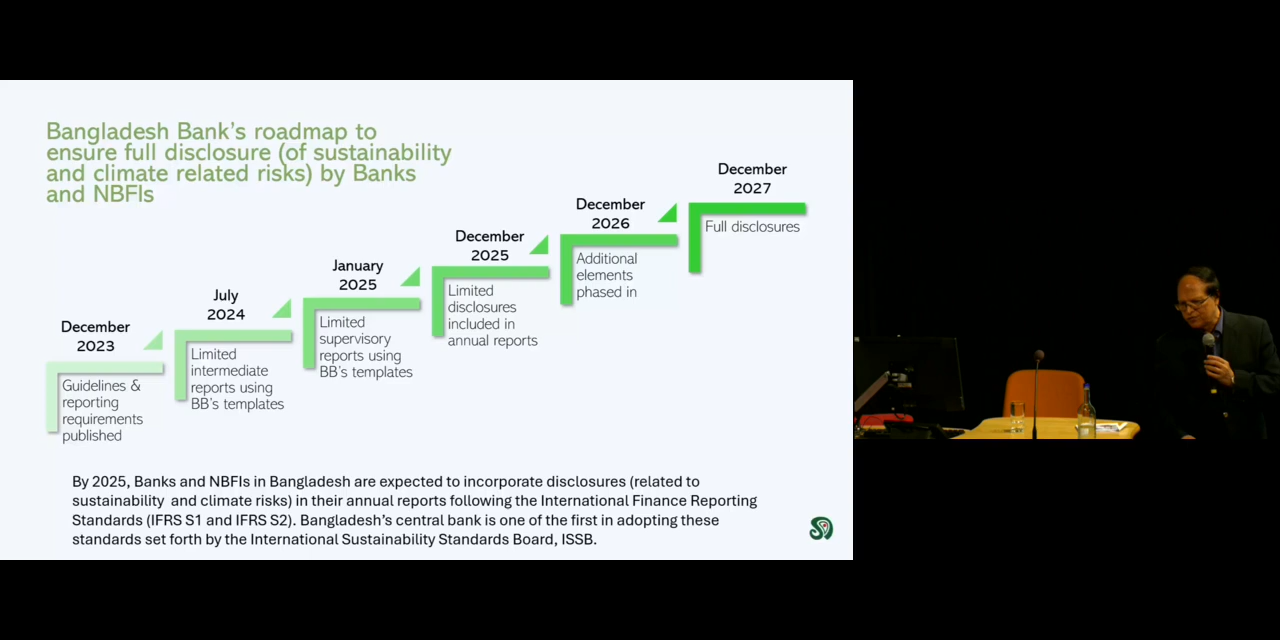 Bangladesh Bank's roadmap to
ensure full disclosure (of sustainability
and climate related risks) by Banks
and NBFIs
December
2023
Guidelines &
reporting
requirements
published
July
2024
Limited
intermediate
reports using
BB's templates
January
2025
Limited
supervisory
reports using
BB's templates
December
2025
Limited
disclosures
included in
annual reports
December
2026
Additional
elements
phased in
December
2027
Full disclosures
By 2025, Banks and NBFIs in Bangladesh are expected to incorporate disclosures (related to
sustainability and climate risks) in their annual reports following the International Finance Reporting
Standards (IFRS S1 and IFRS S2). Bangladesh's central bank is one of the first in adopting these
standards set forth by the International Sustainability Standards Board, ISSB.